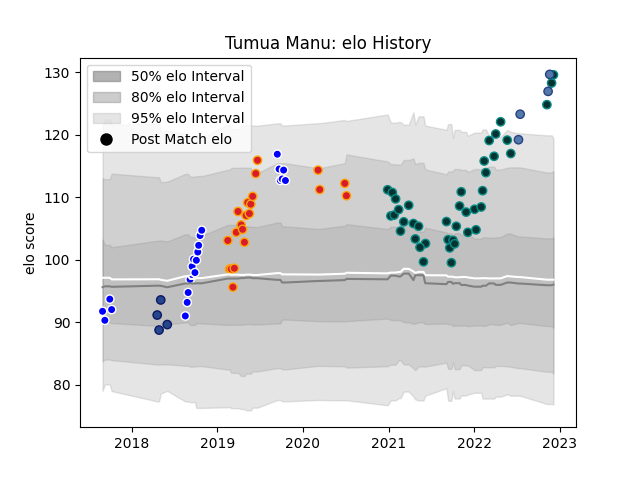 Tumua Manu: elo History
50% elo Interval
80% elo Interval
95% elo Interval
Post Match elo
elo score
130
120
110
100
90
80
2018
2019
2020
2021
2022
2023